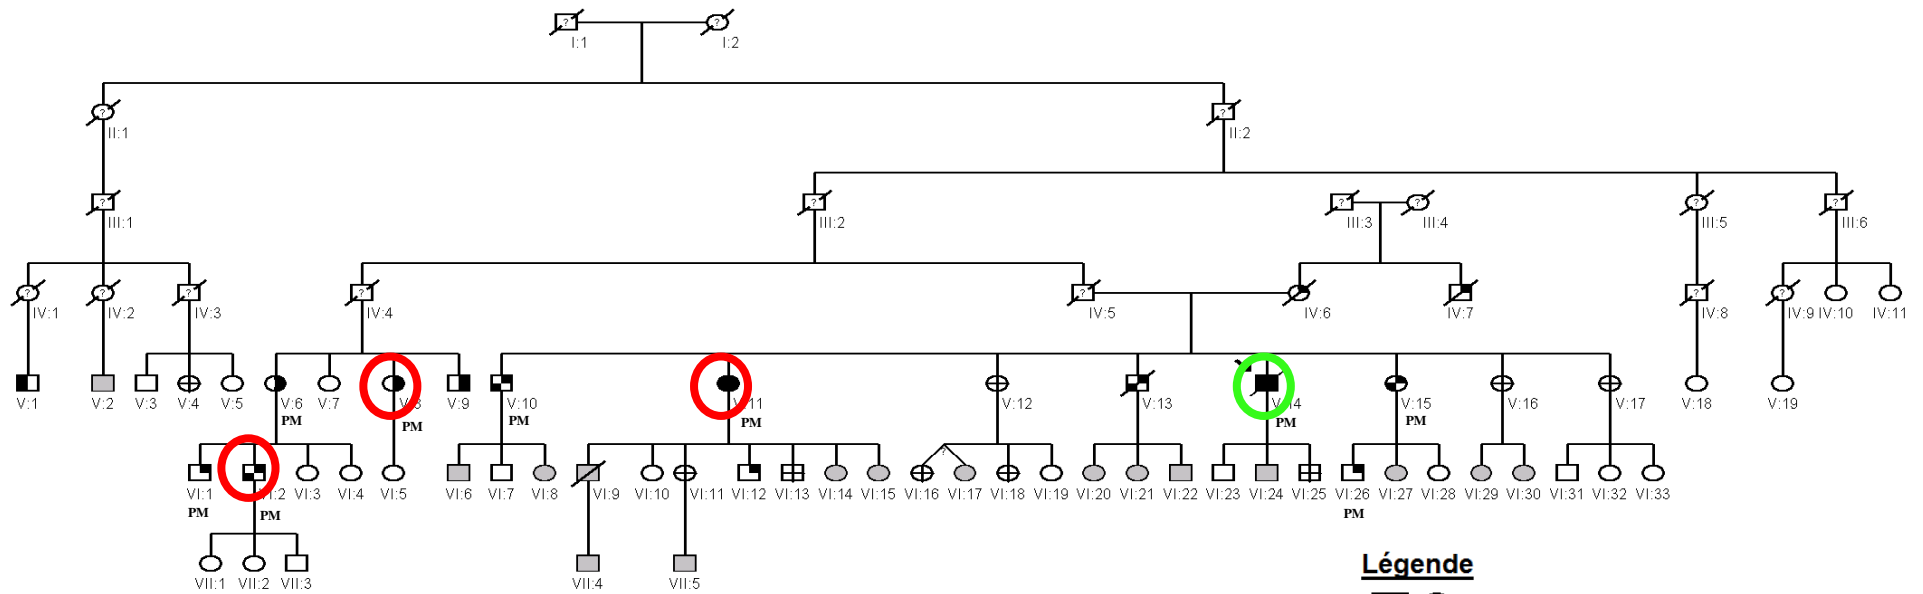 ? ?
I:1 I:2
? ?
II:1 II:2
? ? ? ? ? ?
III:1 III:2 III:3 III:4 III:5 III:6
? ? ? ? ? ? ?
IV:1 IV:2 IV:3 IV:4 IV:5 IV:6 IV:7 IV:8 IV:9 IV:10 IV:11
V:1 V:2 V:3 V:4 V:5 V:6 V:7 V:9 V:10 V:12 V:13 V:15 V:16 V:17 V:18 V:19
PM PM PM PM PM PM
?
VI:1 VI:3 VI:4 VI:5 VI:6 VI:7 VI:8 VI:9 VI:10 VI:11 VI:12 VI:13 VI:14 VI:15 VI:16 VI:17 VI:18 VI:19 VI:20 VI:21 VI:22 VI:23 VI:24 VI:25 VI:26 VI:27 VI:28 VI:29 VI:30 VI:31 VI:32 VI:33
PM PM PM
VII:1 VII:2 VII:3 VII:4 VII:5
Légende